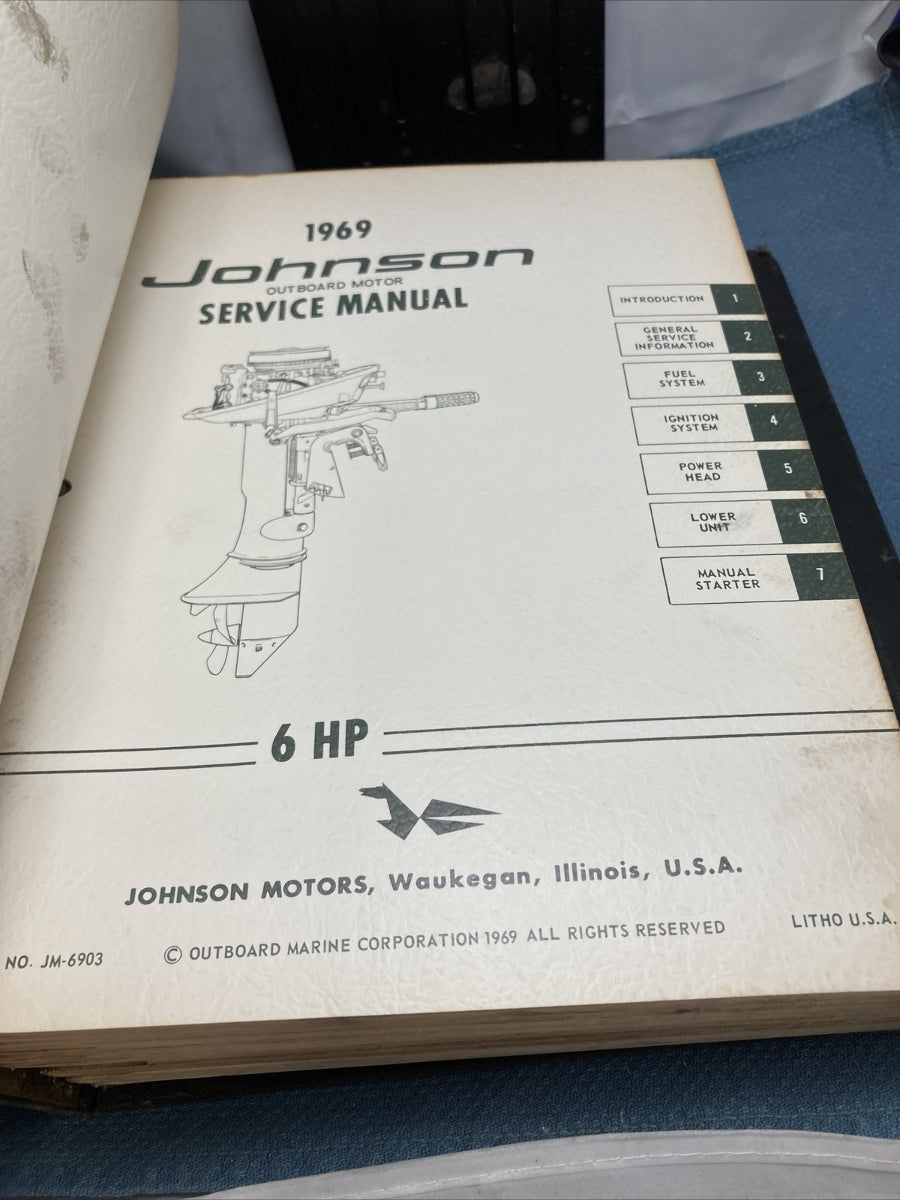 1969
Johnson
OUTBOARD MOTOR
SERVICE MANUAL
INTRODUCTION 1
GENERAL
SERVICE
INFORMATION 2
FUEL
SYSTEM 3
IGNITION
SYSTEM 4
POWER
HEAD 5
LOWER
UNIT 6
MANUAL
STARTER 7
6 HP
JOHNSON MOTORS, Waukegan, Illinois, U.S.A.
NO. JM-6903
© OUTBOARD MARINE CORPORATION 1969 ALL RIGHTS RESERVED
LITHO U.S.A.